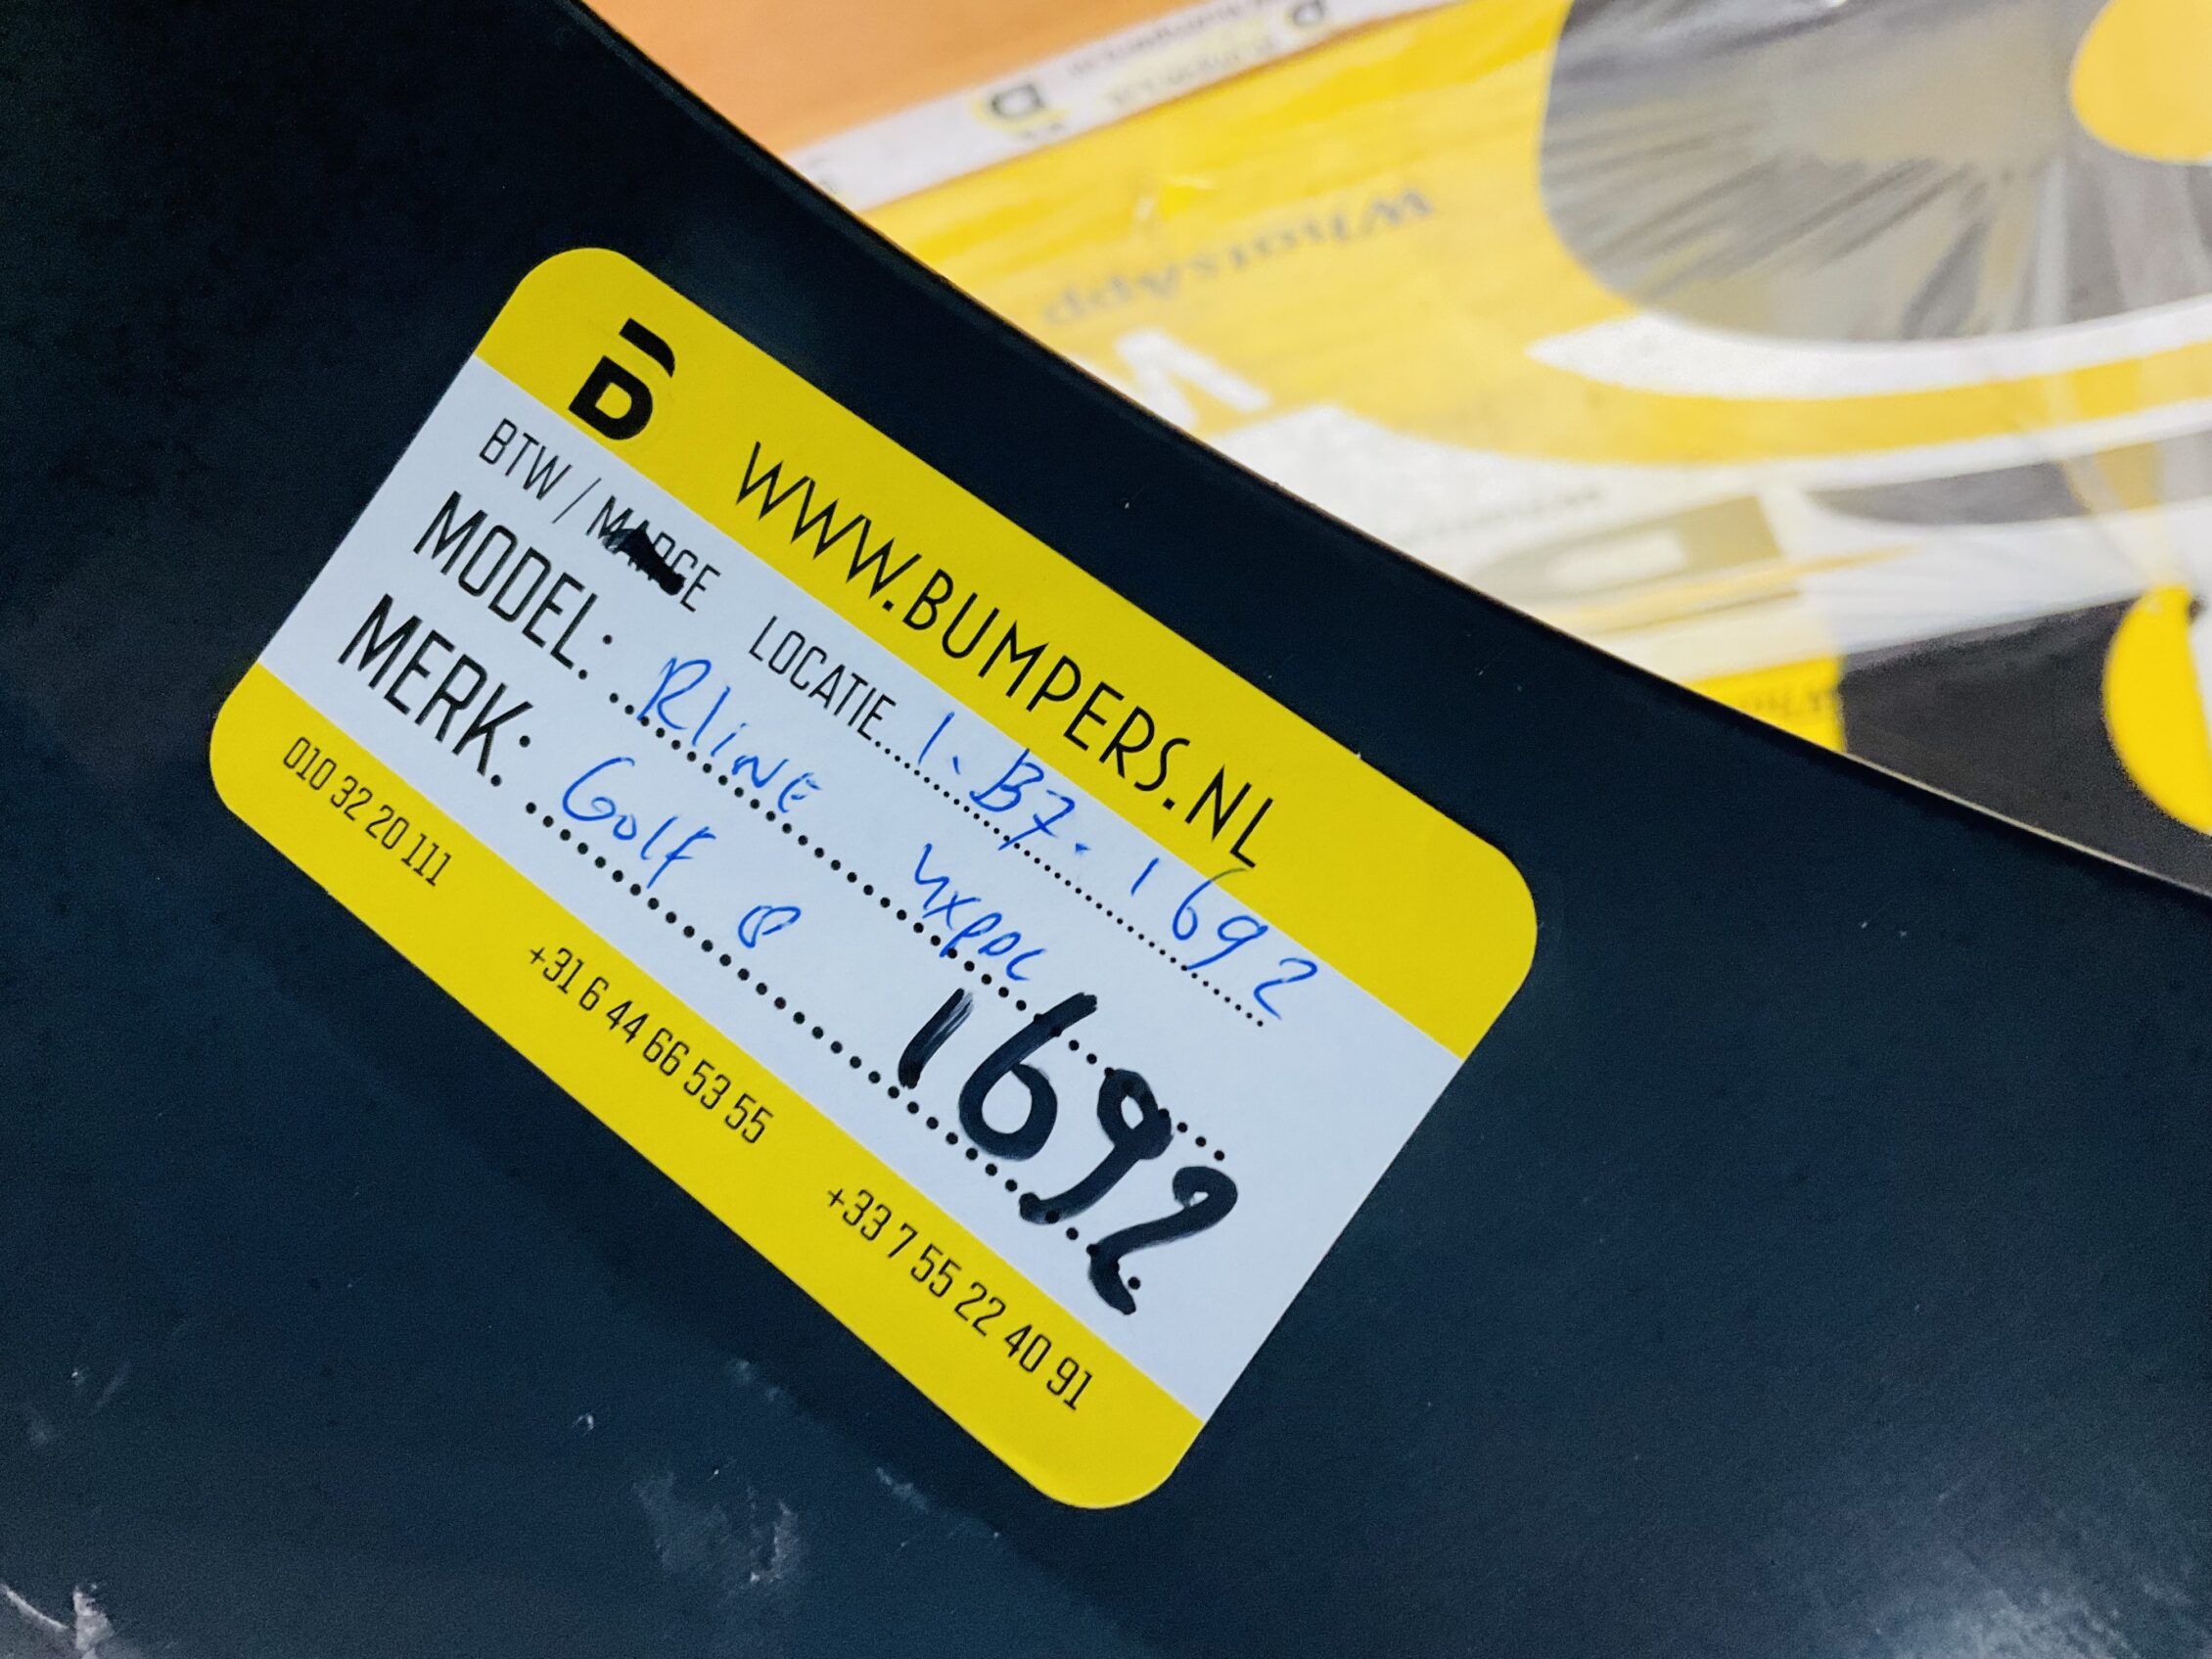 B WWW.BUMPERS.NL
BTW / MARGE LOCATIE 1.B7.1692
MODEL: Rline 4xPDC
MERK: Golf 8
1692
010 32 20 111 +31 6 44 66 53 55 +33 7 55 22 40 91
WhatsApp